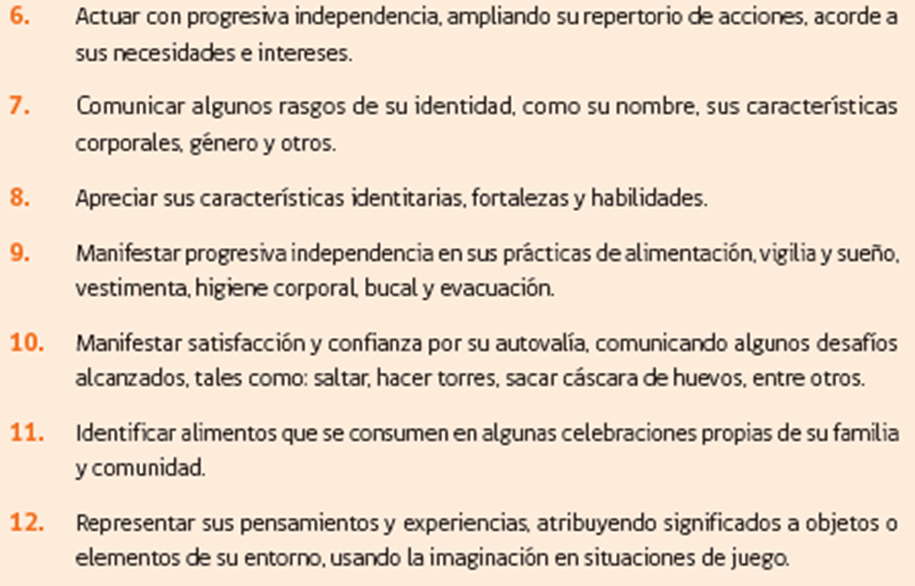 6. Actuar con progresiva independencia, ampliando su repertorio de acciones, acorde a
sus necesidades e intereses.
7. Comunicar algunos rasgos de su identidad, como su nombre, sus características
corporales, género y otros.
8. Apreciar sus características identitarias, fortalezas y habilidades.
9. Manifestar progresiva independencia en sus prácticas de alimentación, vigilia y sueño,
vestimenta, higiene corporal, bucal y evacuación.
10. Manifestar satisfacción y confianza por su autovalía, comunicando algunos desafíos
alcanzados, tales como: saltar, hacer torres, sacar cáscara de huevos, entre otros.
11. Identificar alimentos que se consumen en algunas celebraciones propias de su familia
y comunidad.
12. Representar sus pensamientos y experiencias, atribuyendo significados a objetos o
elementos de su entorno, usando la imaginación en situaciones de juego.